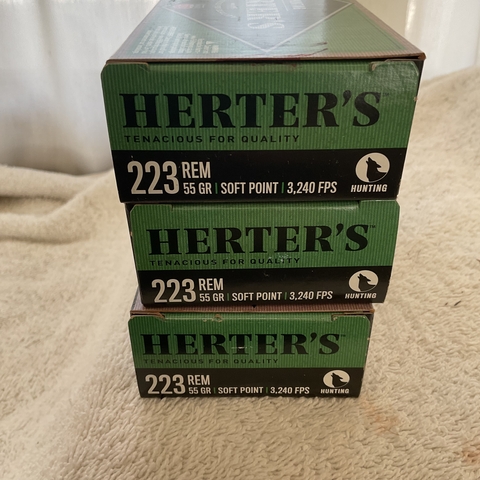 HERTER'S
TENACIOUS FOR QUALITY
223 REM
55 GR | SOFT POINT | 3,240 FPS
HUNTING
HERTER'S
TENACIOUS FOR QUALITY
223 REM
55 GR | SOFT POINT | 3,240 FPS
HUNTING
HERTER'S
TENACIOUS FOR QUALITY
223 REM
55 GR | SOFT POINT | 3,240 FPS
HUNTING